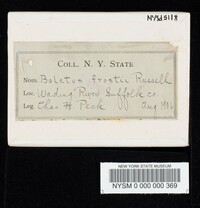 NYSd5118
COLL. N. Y. STATE
Nom. Boletus Frostii Russell
Loc. Wading River Suffolk co.
Leg. Chas H Peck Aug
NEW YORK STATE MUSEUM
NYSM 0 000 000 369